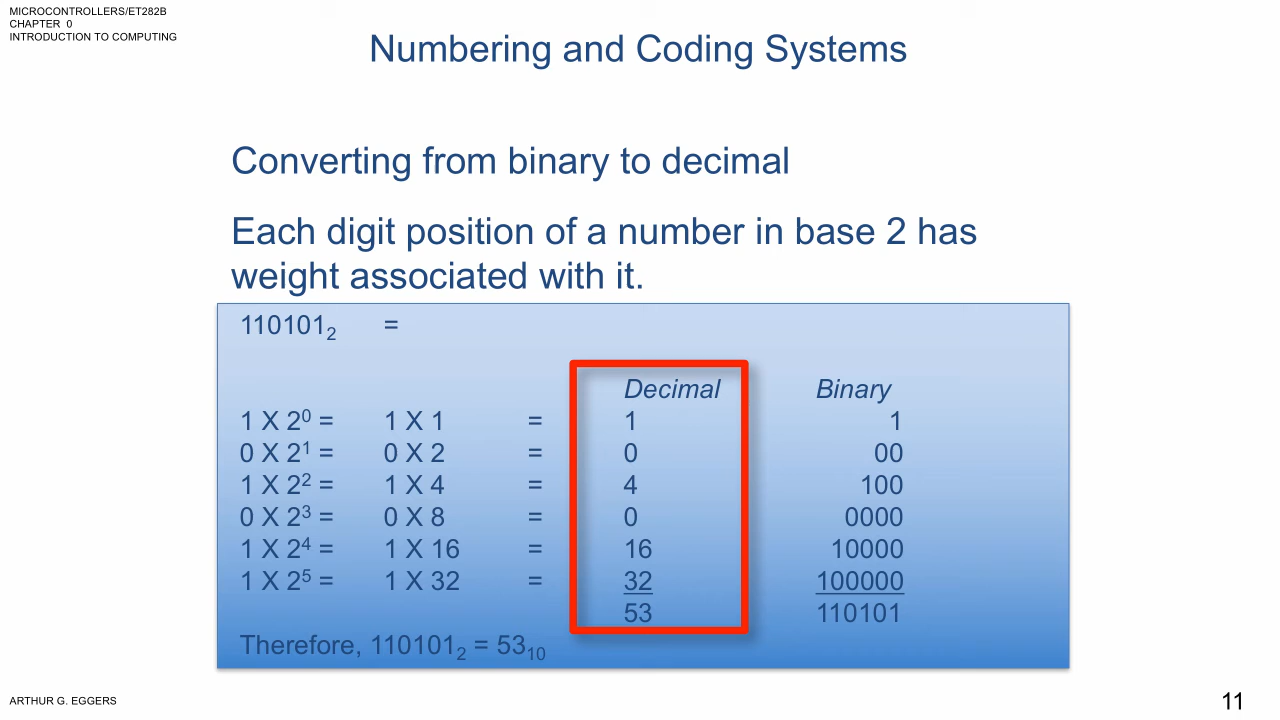 MICROCONTROLLERS/ET282B
CHAPTER 0
INTRODUCTION TO COMPUTING
Numbering and Coding Systems
Converting from binary to decimal
Each digit position of a number in base 2 has
weight associated with it.
110101₂ =
Decimal Binary
1 X 2⁰ = 1 X 1 = 1 1
0 X 2¹ = 0 X 2 = 0 00
1 X 2² = 1 X 4 = 4 100
0 X 2³ = 0 X 8 = 0 0000
1 X 2⁴ = 1 X 16 = 16 10000
1 X 2⁵ = 1 X 32 = 32 100000
53 110101
Therefore, 110101₂ = 53₁₀
ARTHUR G. EGGERS 11